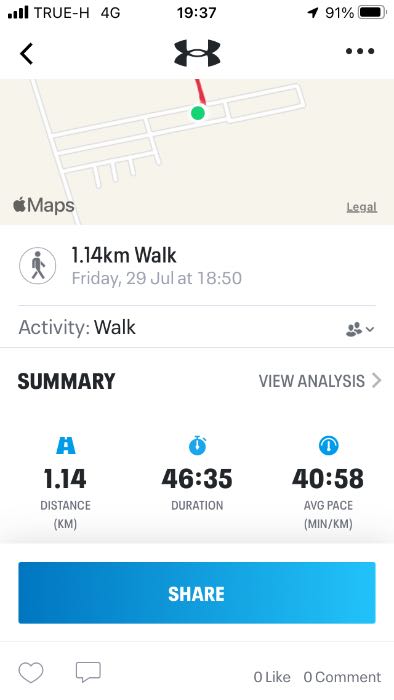 TRUE-H 4G 19:37 91%
Maps
Legal
1.14km Walk
Friday, 29 Jul at 18:50
Activity: Walk
SUMMARY
VIEW ANALYSIS
1.14 46:35 40:58
DISTANCE DURATION AVG PACE
(KM) (MIN/KM)
SHARE
0 Like 0 Comment